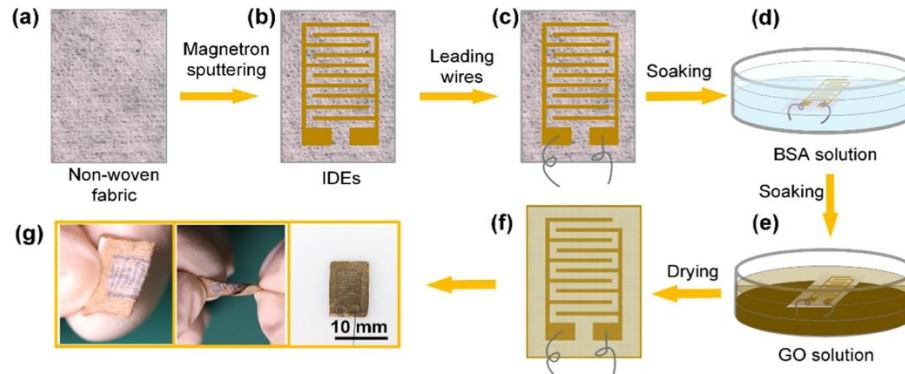 (a)
(b)
(c)
(d)
Magnetron
sputtering
Leading
wires
Soaking
Non-woven
fabric
IDEs
BSA solution
Soaking
(g)
(f)
(e)
Drying
10 mm
GO solution